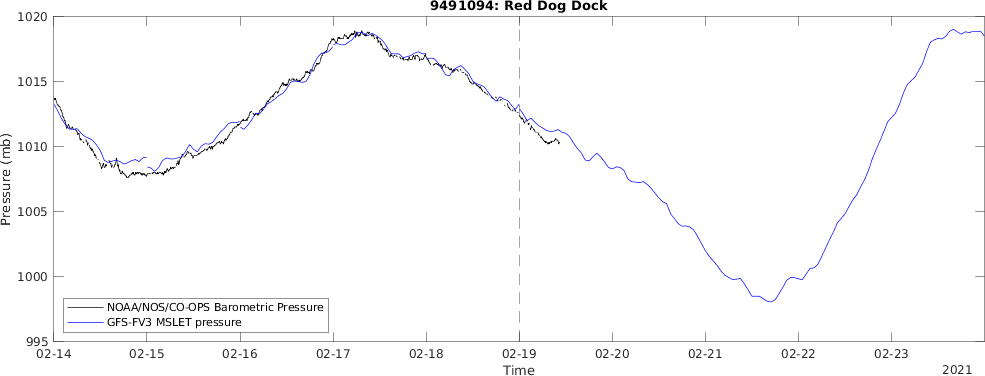 9491094: Red Dog Dock
Pressure (mb)
1020
1015
1010
1005
1000
995
NOAA/NOS/CO-OPS Barometric Pressure
GFS-FV3 MSLET pressure
02-14 02-15 02-16 02-17 02-18 02-19 02-20 02-21 02-22 02-23
Time
2021